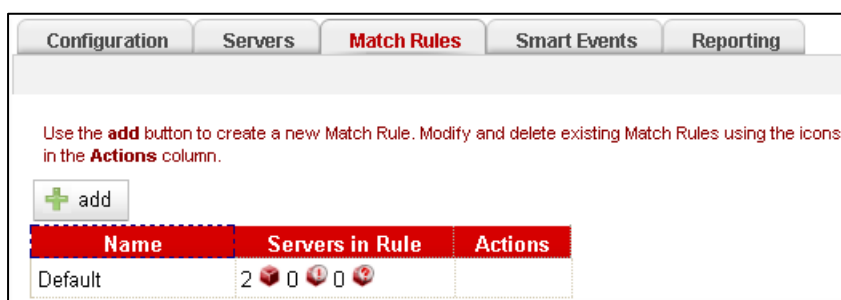 Configuration Servers Match Rules Smart Events Reporting
Use the add button to create a new Match Rule. Modify and delete existing Match Rules using the icons
in the Actions column.
add
Name Servers in Rule Actions
Default 2 0 0